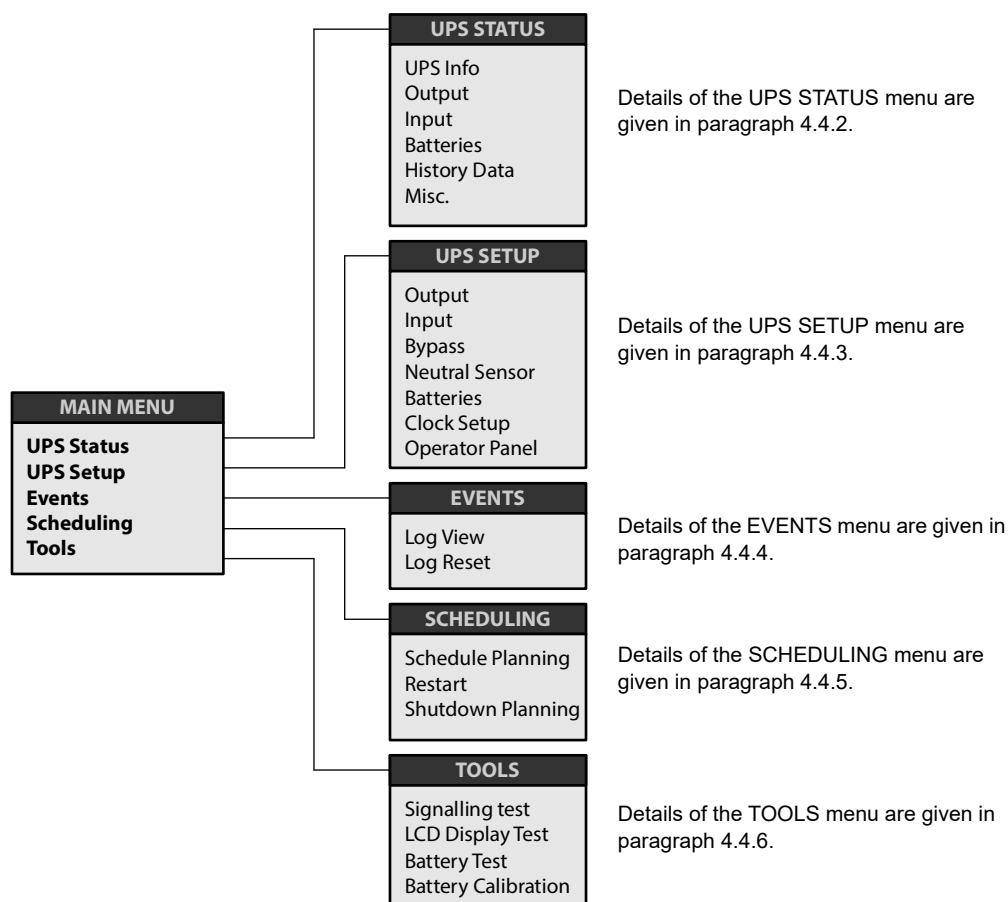 UPS STATUS
UPS Info
Output
Input
Batteries
History Data
Misc.
Details of the UPS STATUS menu are
given in paragraph 4.4.2.
UPS SETUP
Output
Input
Bypass
Neutral Sensor
Batteries
Clock Setup
Operator Panel
Details of the UPS SETUP menu are
given in paragraph 4.4.3.
MAIN MENU
UPS Status
UPS Setup
Events
Scheduling
Tools
EVENTS
Log View
Log Reset
Details of the EVENTS menu are given in
paragraph 4.4.4.
SCHEDULING
Schedule Planning
Restart
Shutdown Planning
Details of the SCHEDULING menu are
given in paragraph 4.4.5.
TOOLS
Signalling test
LCD Display Test
Battery Test
Battery Calibration
Details of the TOOLS menu are given in
paragraph 4.4.6.